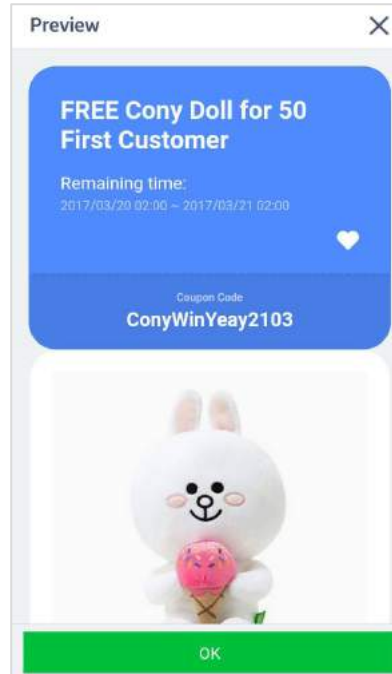 Preview
FREE Cony Doll for 50
First Customer
Remaining time:
2017/03/20 02:00 ~ 2017/03/21 02:00
Coupon Code
ConyWinYeay2103
OK